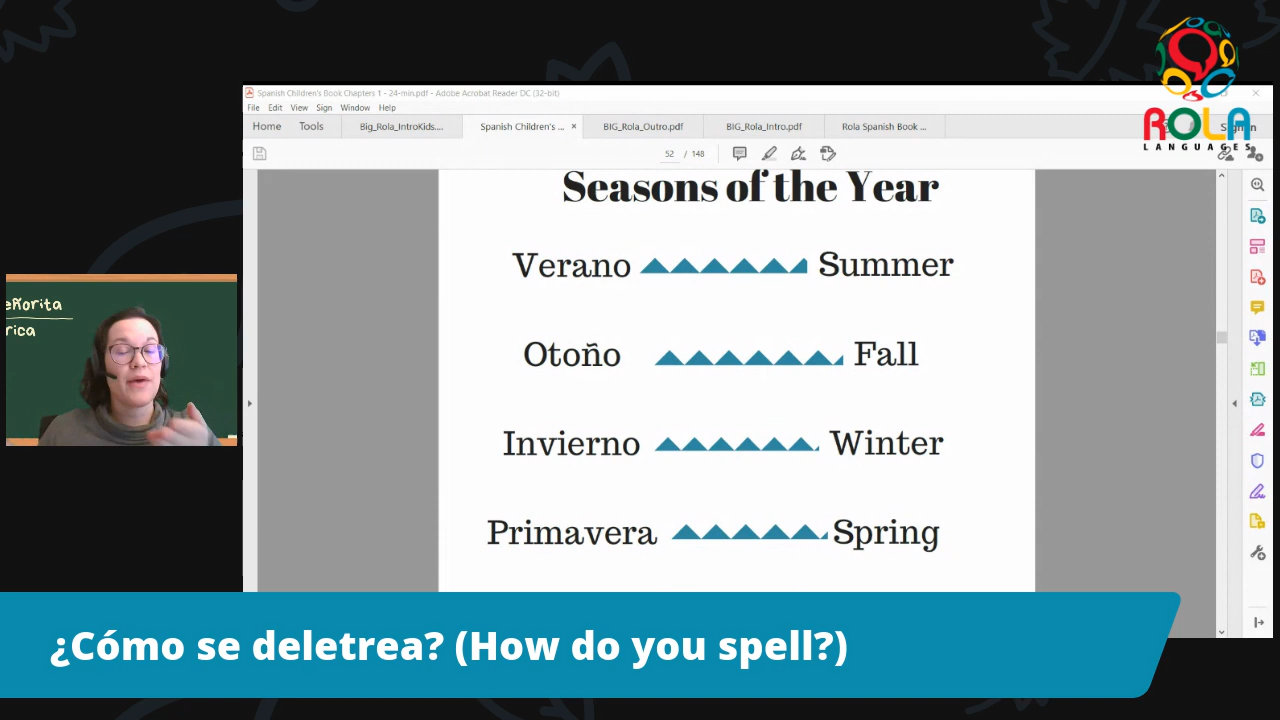 ROLA
LANGUAGES
Spanish Children's Book Chapters 1 - 24-min.pdf - Adobe Acrobat Reader DC (32-bit)
File Edit View Sign Window Help
Home Tools Big_Rola_IntroKids.... Spanish Children's ... × BIG_Rola_Outro.pdf BIG_Rola_Intro.pdf Rola Spanish Book ...
52 / 148
Seasons of the Year
Verano Summer
Otoño Fall
Invierno Winter
Primavera Spring
eñorita
rica
¿Cómo se deletrea? (How do you spell?)